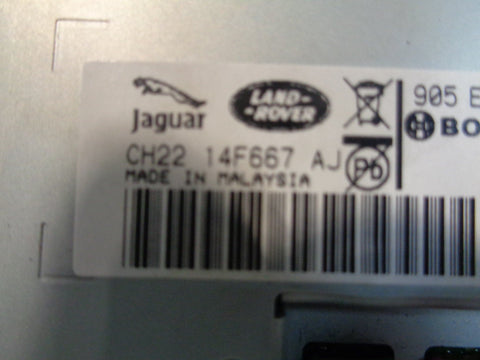 Jaguar
LAND-
-ROVER
905
BO
CH22 14F667 AJ
Pb
MADE IN MALAYSIA